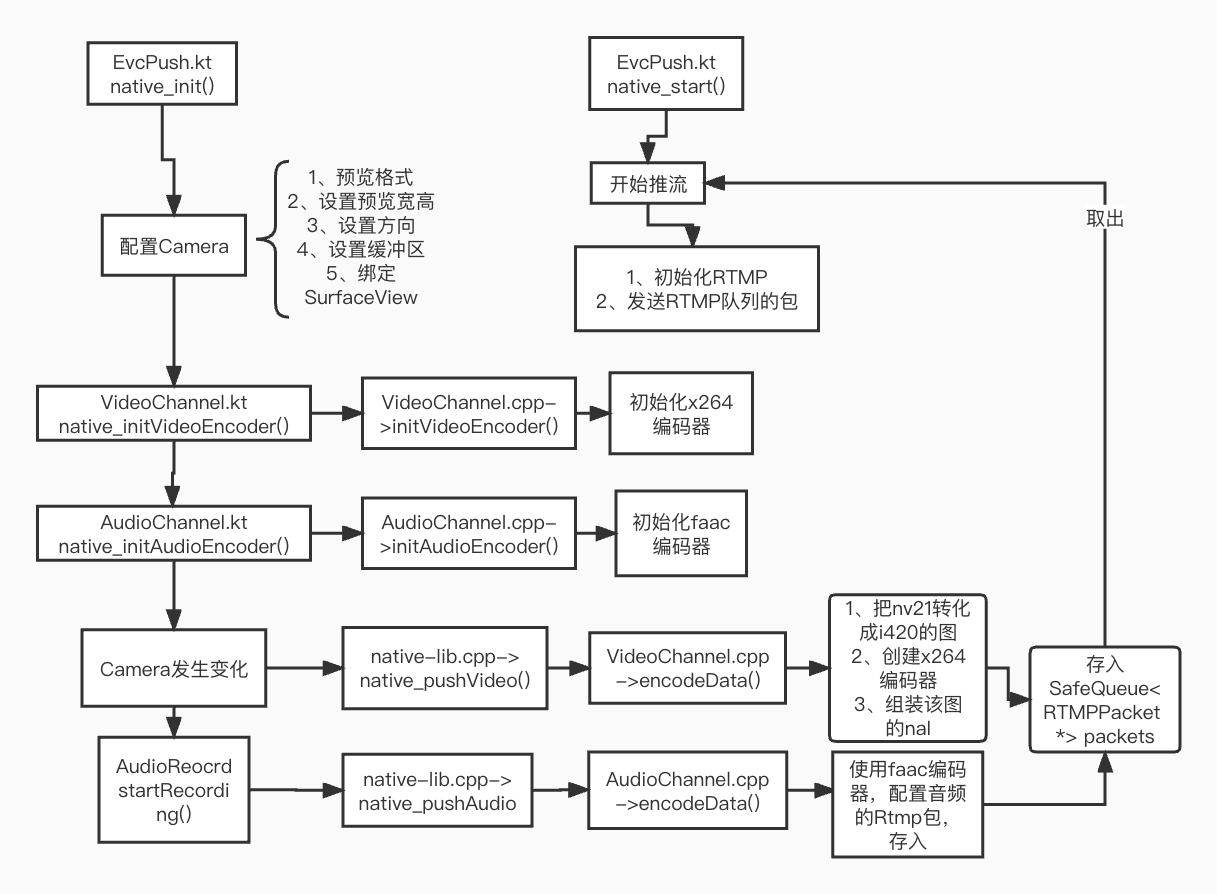 EvcPush.kt
native_init()
EvcPush.kt
native_start()
1、预览格式
2、设置预览宽高
3、设置方向
4、设置缓冲区
5、绑定
SurfaceView
开始推流
取出
配置Camera
1、初始化RTMP
2、发送RTMP队列的包
VideoChannel.kt
native_initVideoEncoder()
VideoChannel.cpp-
>initVideoEncoder()
初始化x264
编码器
AudioChannel.kt
native_initAudioEncoder()
AudioChannel.cpp-
>initAudioEncoder()
初始化faac
编码器
Camera发生变化
native-lib.cpp->
native_pushVideo()
VideoChannel.cpp
->encodeData()
1、把nv21转化
成i420的图
2、创建x264
编码器
3、组装该图
的nal
存入
SafeQueue<
RTMPPacket
*> packets
AudioReocrd
startRecordi
ng()
native-lib.cpp->
native_pushAudio
AudioChannel.cpp
->encodeData()
使用faac编码
器，配置音频
的Rtmp包，
存入